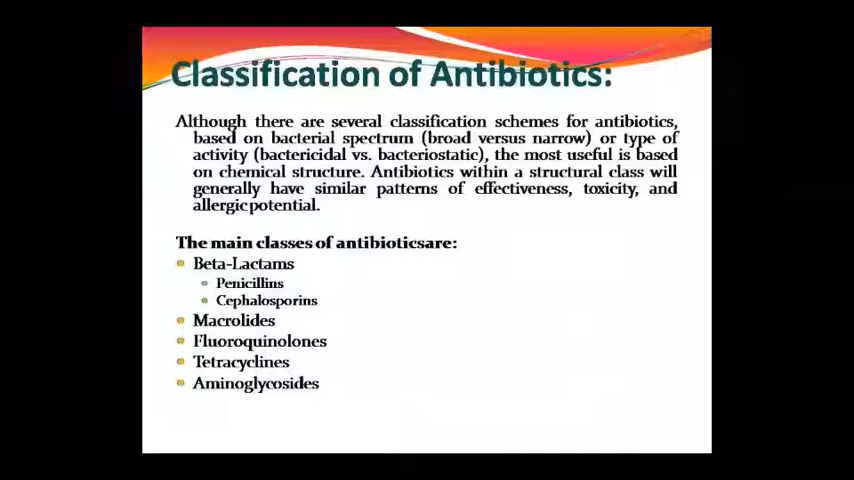 Classification of Antibiotics:
Although there are several classification schemes for antibiotics,
based on bacterial spectrum (broad versus narrow) or type of
activity (bactericidal vs. bacteriostatic), the most useful is based
on chemical structure. Antibiotics within a structural class will
generally have similar patterns of effectiveness, toxicity, and
allergic potential.
The main classes of antibioticsare:
Beta-Lactams
Penicillins
Cephalosporins
Macrolides
Fluoroquinolones
Tetracyclines
Aminoglycosides